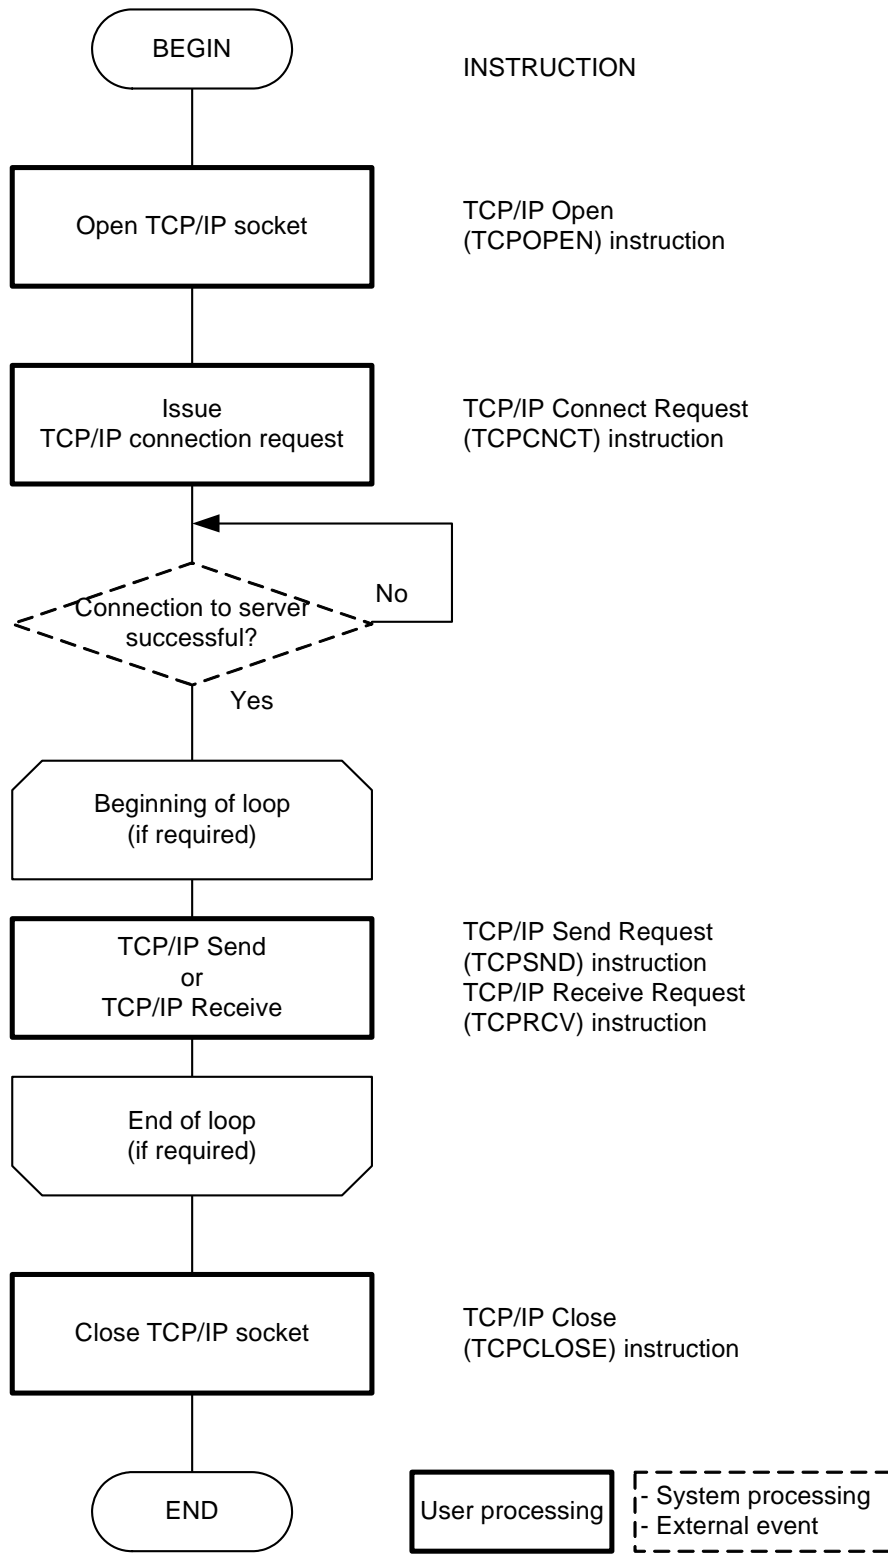 BEGIN
INSTRUCTION
Open TCP/IP socket
TCP/IP Open
(TCPOPEN) instruction
Issue
TCP/IP connection request
TCP/IP Connect Request
(TCPCNCT) instruction
Connection to server
successful?
No
Yes
Beginning of loop
(if required)
TCP/IP Send
or
TCP/IP Receive
TCP/IP Send Request
(TCPSND) instruction
TCP/IP Receive Request
(TCPRCV) instruction
End of loop
(if required)
Close TCP/IP socket
TCP/IP Close
(TCPCLOSE) instruction
END
User processing
- System processing
- External event